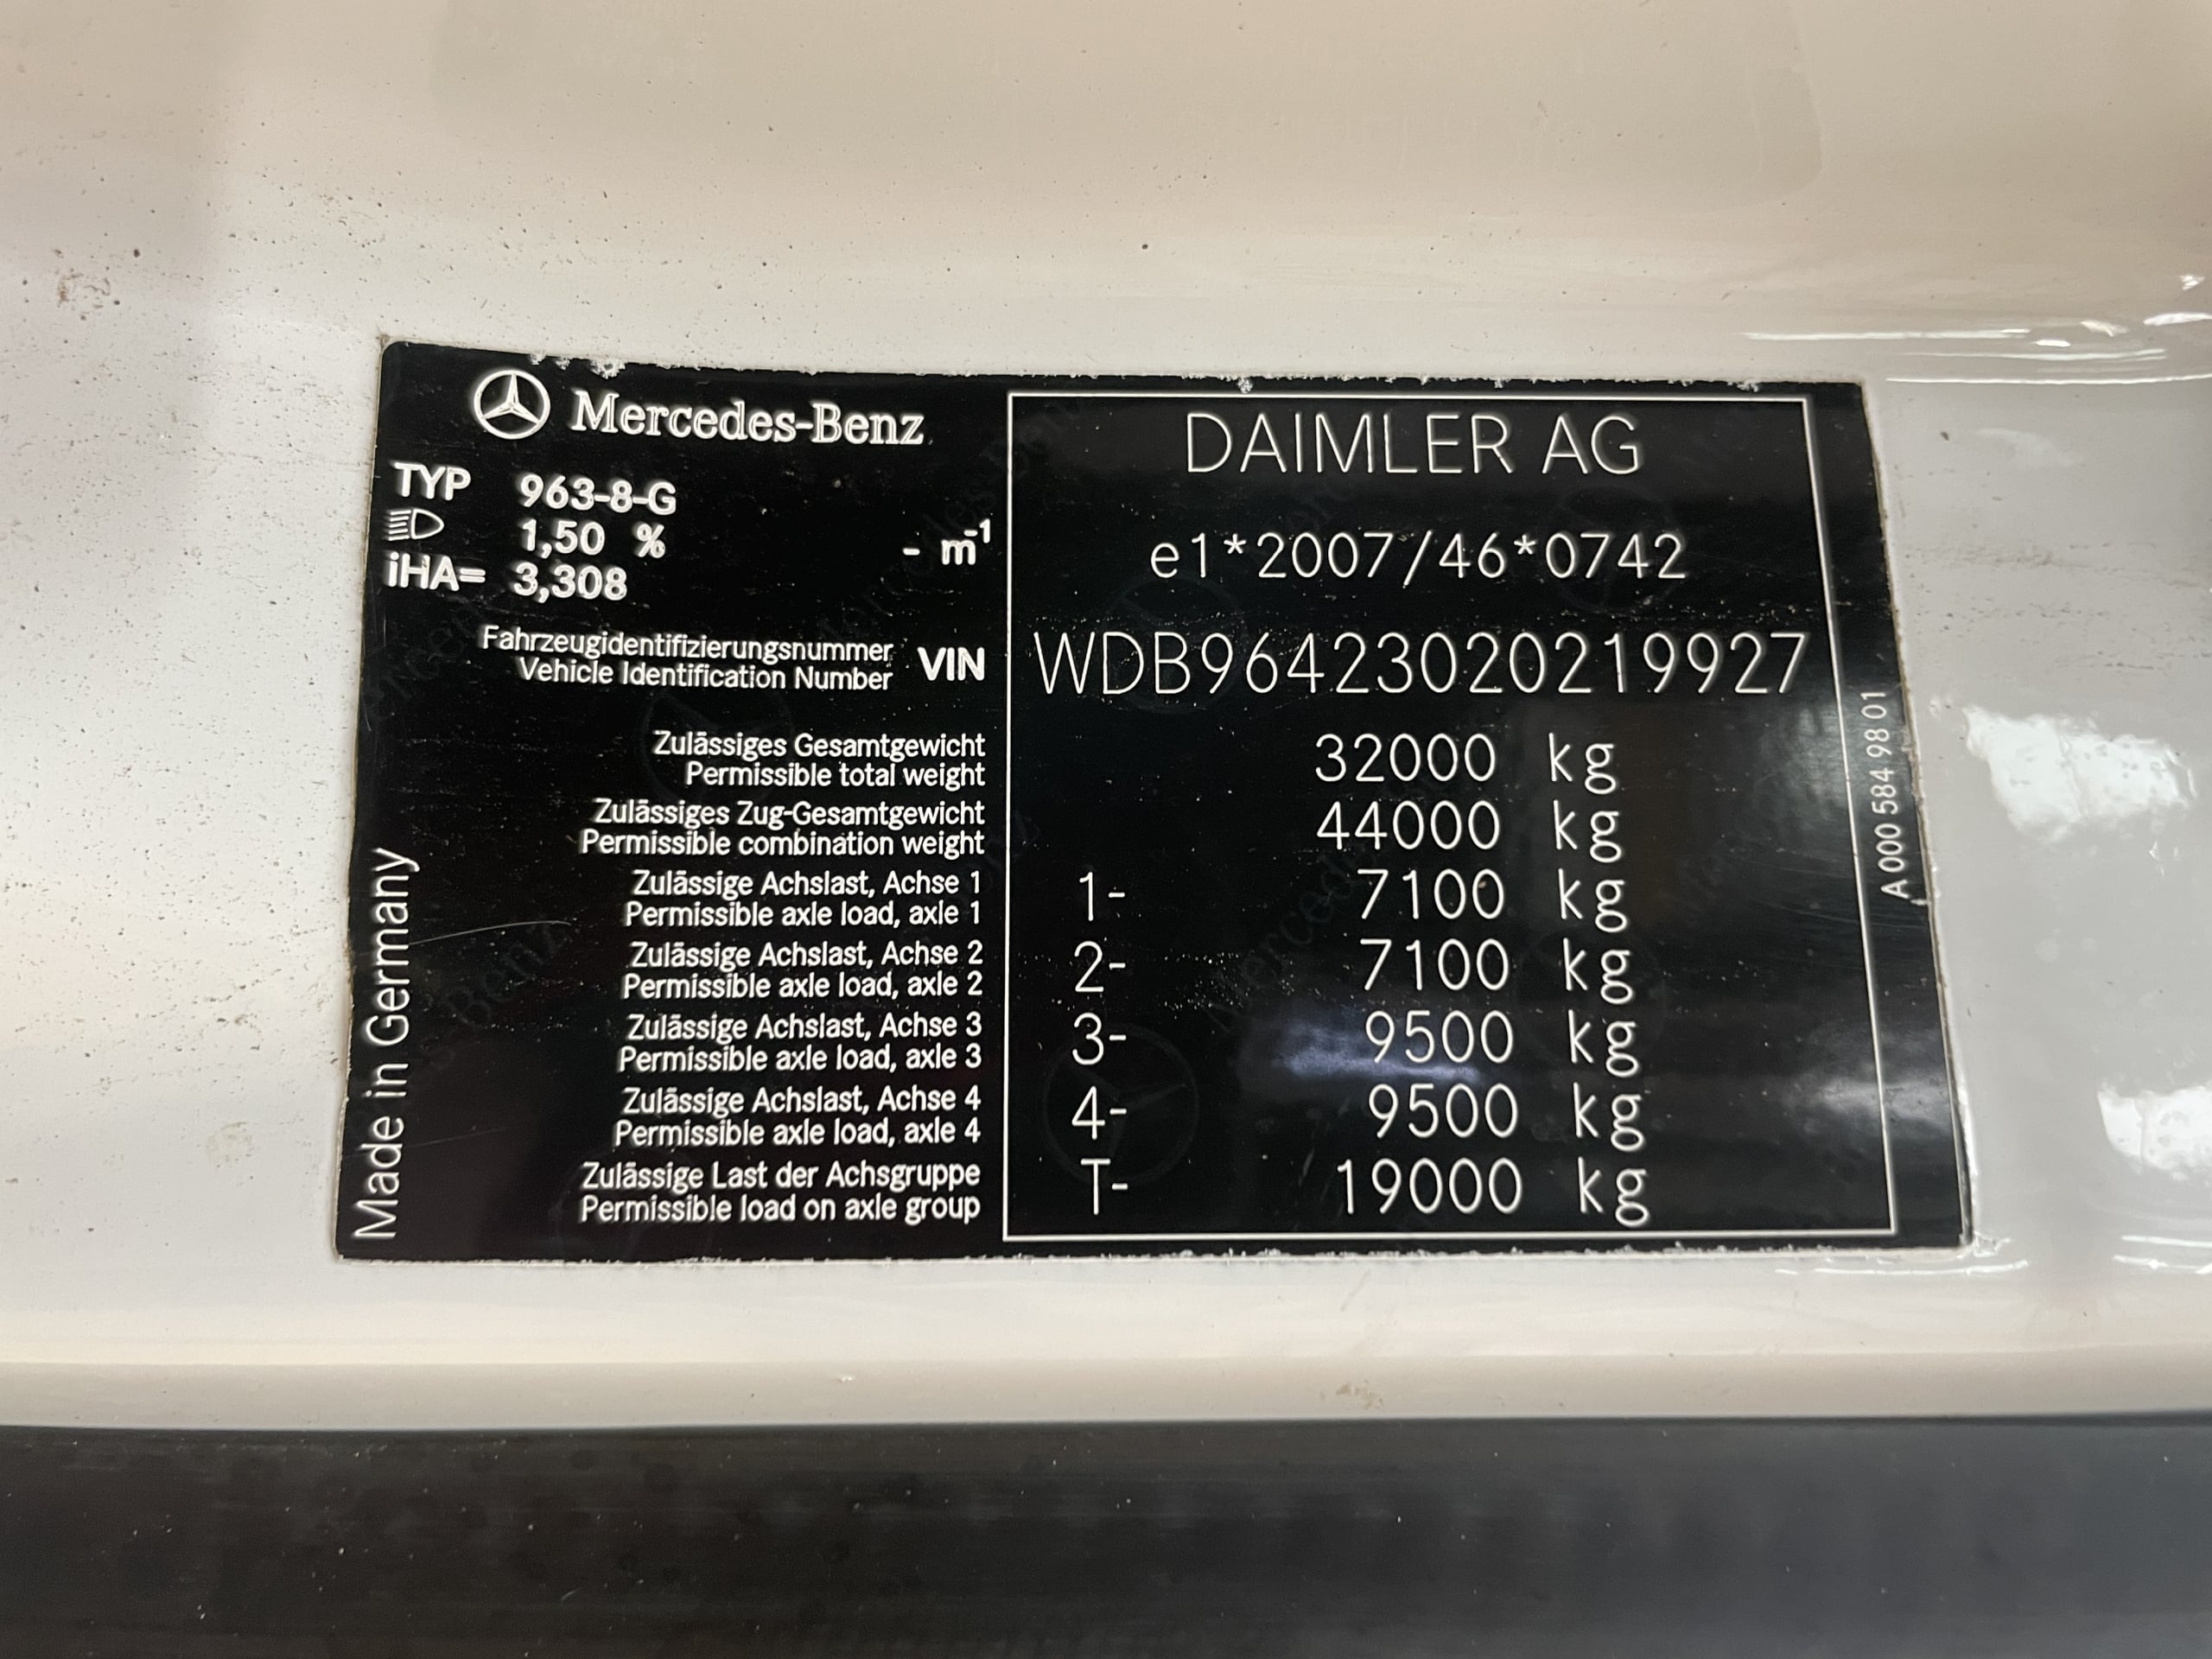 Mercedes-Benz
TYP 963-8-G
1,50 % - m⁻¹
iHA= 3,308
DAIMLER AG
e1*2007/46*0742
Fahrzeugidentifizierungsnummer
Vehicle Identification Number
VIN WDB96423020219927
Zulässiges Gesamtgewicht
Permissible total weight
32000 kg
Zulässiges Zug-Gesamtgewicht
Permissible combination weight
44000 kg
Zulässige Achslast, Achse 1
Permissible axle load, axle 1
1- 7100 kg
Zulässige Achslast, Achse 2
Permissible axle load, axle 2
2- 7100 kg
Zulässige Achslast, Achse 3
Permissible axle load, axle 3
3- 9500 kg
Zulässige Achslast, Achse 4
Permissible axle load, axle 4
4- 9500 kg
Zulässige Last der Achsgruppe
Permissible load on axle group
T- 19000 kg
Made in Germany
A 000 584 98 01